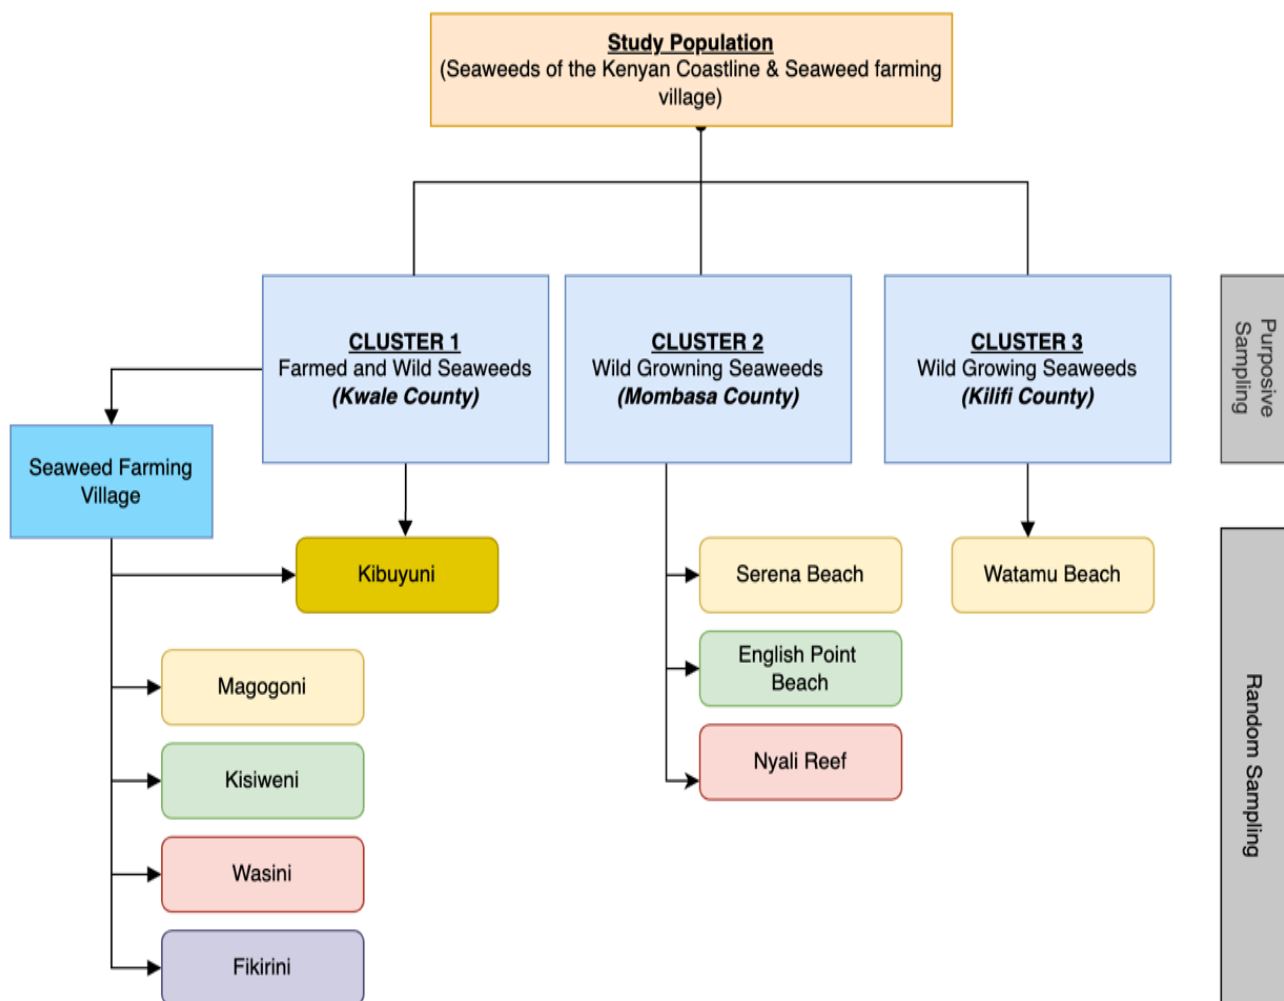 Study Population
(Seaweeds of the Kenyan Coastline & Seaweed farming
village)
CLUSTER 1
Farmed and Wild Seaweeds
(Kwale County)
CLUSTER 2
Wild Growning Seaweeds
(Mombasa County)
CLUSTER 3
Wild Growing Seaweeds
(Kilifi County)
Purposive
Sampling
Seaweed Farming
Village
Kibuyuni
Serena Beach
Watamu Beach
English Point
Beach
Magogoni
Nyali Reef
Kisiweni
Wasini
Fikirini
Random Sampling